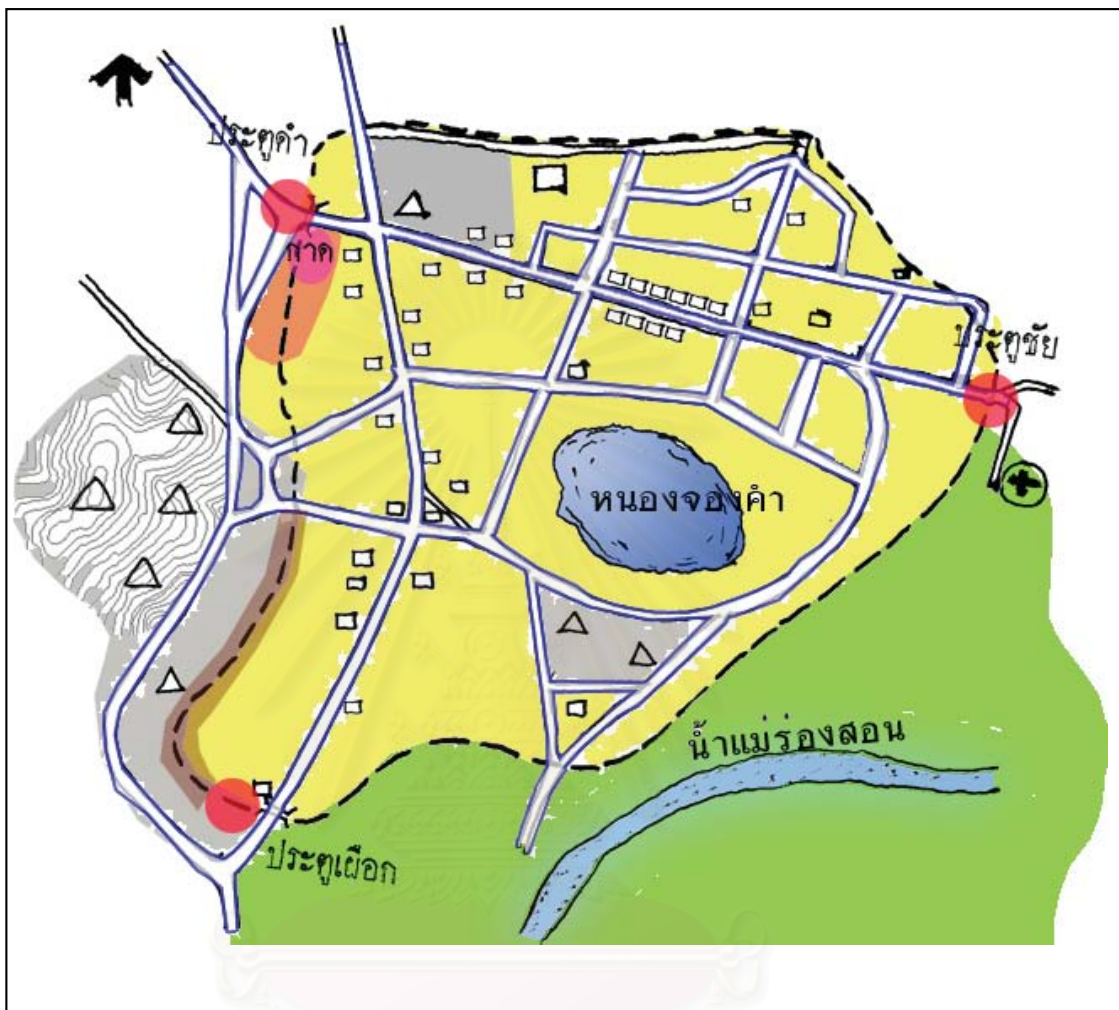 ประตูดำ
กาด
ประตูชัย
หนองจองคำ
น้ำแม่ร่องสอน
ประตูเผือก